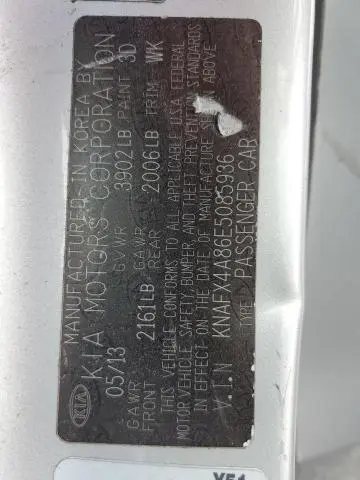 MANUFACTURED IN KOREA BY
KIA MOTORS CORPORATION
05/13 GVWR 3902LB PAINT 3D
GAWR GAWR
FRONT 2161LB REAR 2006LB TRIM WK
THIS VEHICLE CONFORMS TO ALL APPLICABLE U.S.A FEDERAL
MOTOR VEHICLE SAFETY, BUMPER, AND THEFT PREVENTION STANDARDS
IN EFFECT ON THE DATE OF MANUFACTURE SHOWN ABOVE
V.I.N KNAFX4A86E5085936
TYPE PASSENGER CAR
KIA